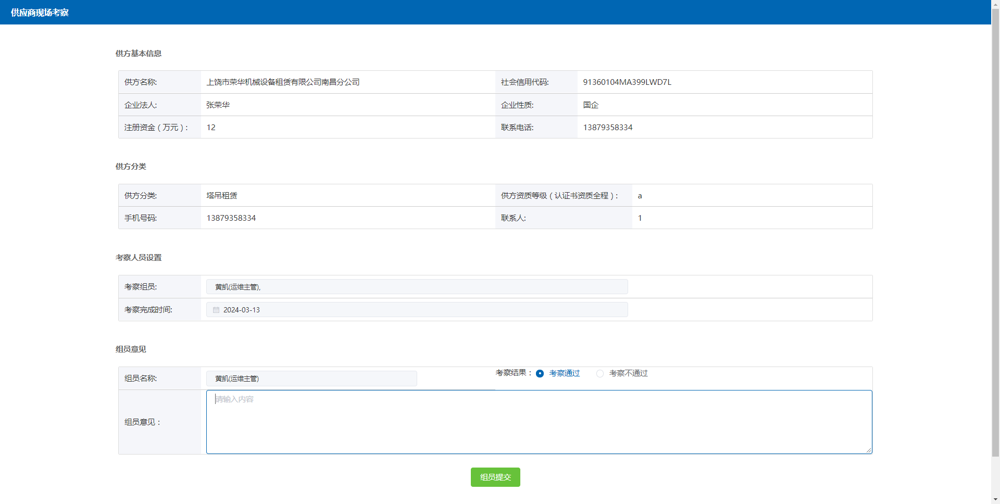 供应商现场考察
供方基本信息
供方名称: 上饶市荣华机械设备租赁有限公司南昌分公司 社会信用代码: 91360104MA399LWD7L
企业法人: 张荣华 企业性质: 国企
注册资金（万元）: 12 联系电话: 13879358334
供方分类
供方分类: 塔吊租赁 供方资质等级（认证书资质全程）: a
手机号码: 13879358334 联系人: 1
考察人员设置
考察组员: 黄凯(运维主管),
考察完成时间: 2024-03-13
组员意见
组员名称: 黄凯(运维主管) 考察结果： 考察通过 考察不通过
组员意见： 请输入内容
组员提交